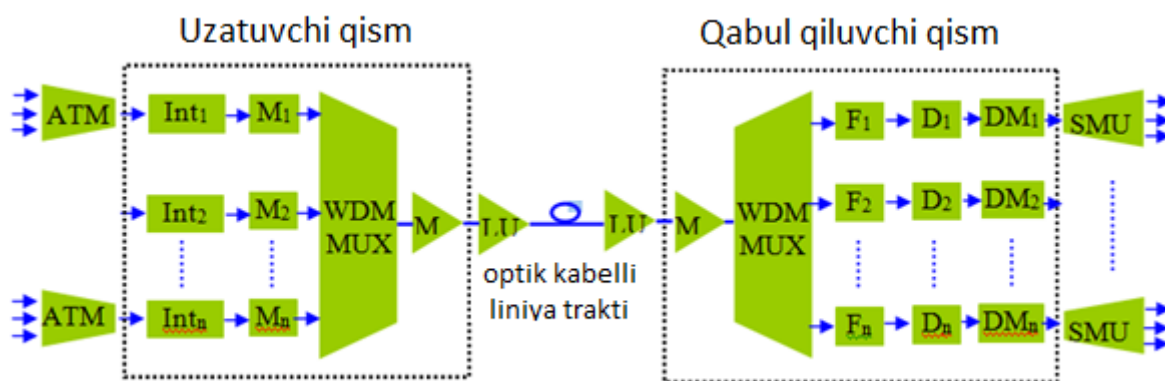 Uzatuvchi qism
Qabul qiluvchi qism
ATM Int1 M1
F1 D1 DM1 SMU
Int2 M2 WDM MUX M LU LU M WDM MUX F2 D2 DM2
optik kabelli
liniya trakti
ATM Intn Mn
Fn Dn DMn SMU